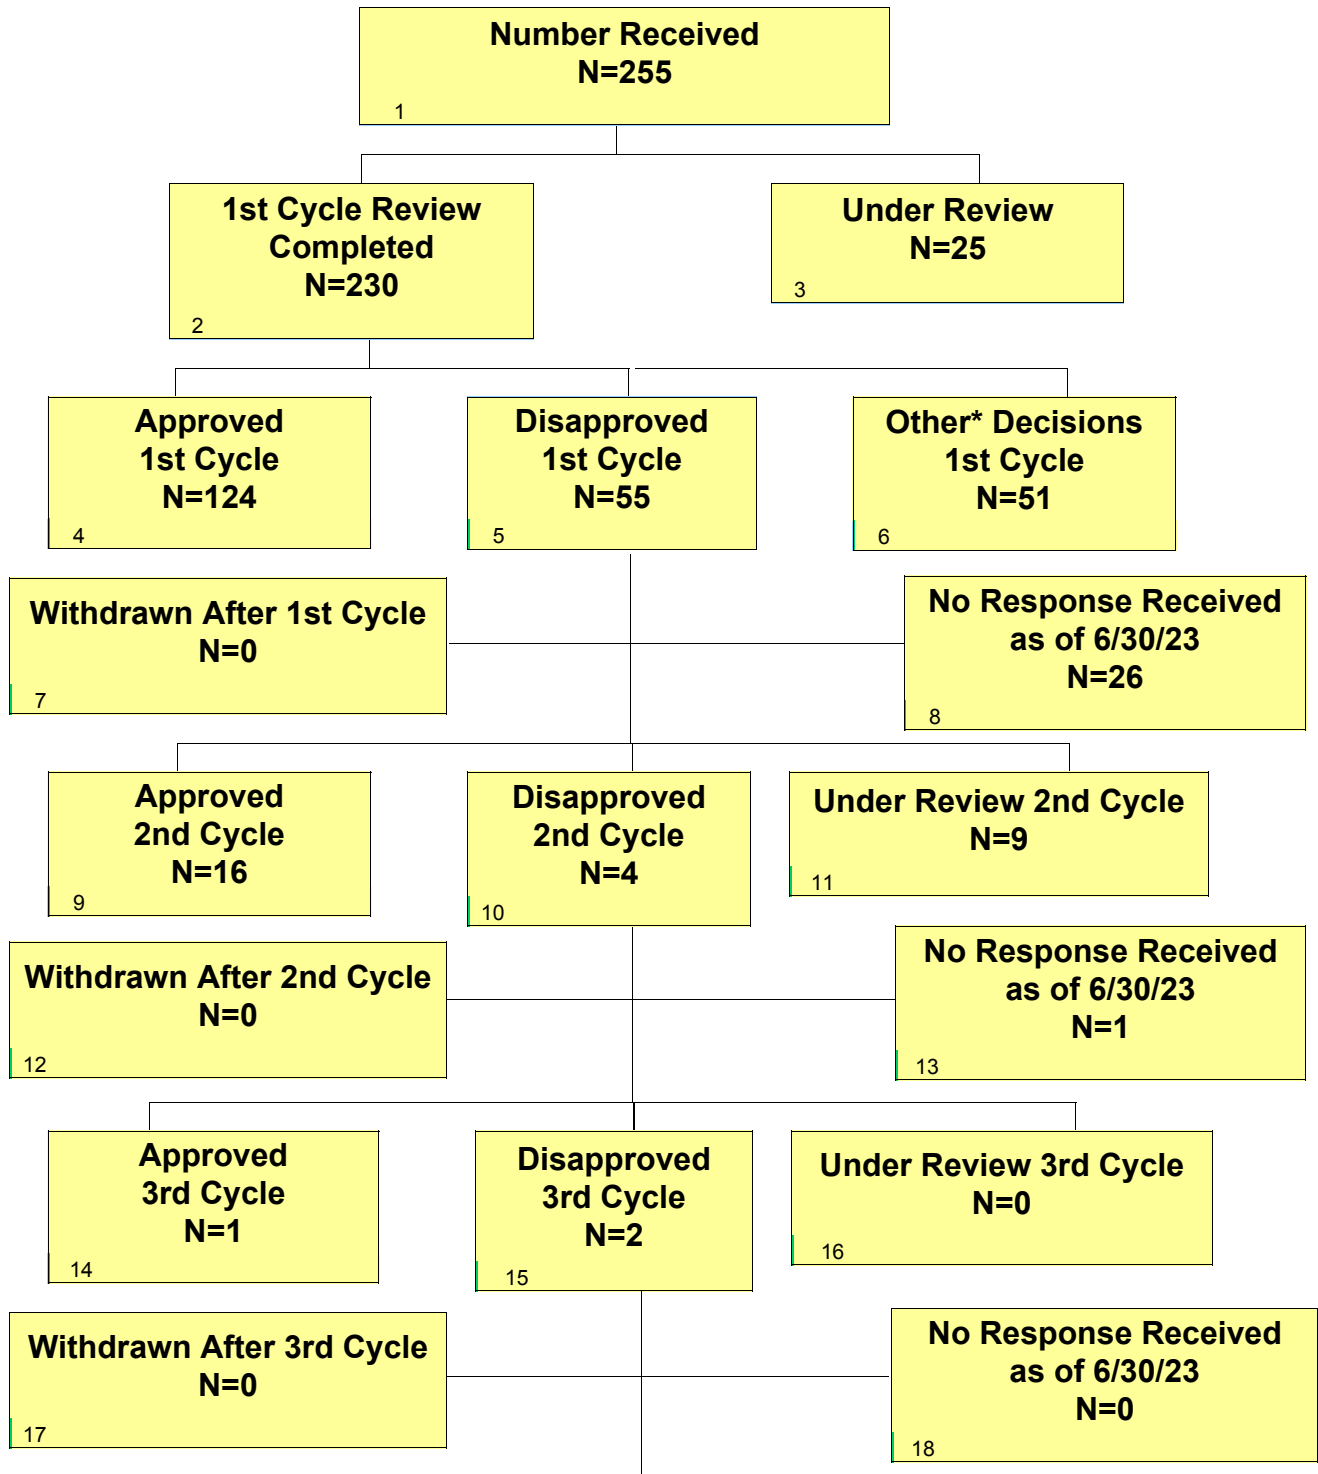 Number Received
N=255
1
1st Cycle Review
Completed
N=230
2
Under Review
N=25
3
Approved
1st Cycle
N=124
4
Disapproved
1st Cycle
N=55
5
Other* Decisions
1st Cycle
N=51
6
Withdrawn After 1st Cycle
N=0
7
No Response Received
as of 6/30/23
N=26
8
Approved
2nd Cycle
N=16
9
Disapproved
2nd Cycle
N=4
10
Under Review 2nd Cycle
N=9
11
Withdrawn After 2nd Cycle
N=0
12
No Response Received
as of 6/30/23
N=1
13
Approved
3rd Cycle
N=1
14
Disapproved
3rd Cycle
N=2
15
Under Review 3rd Cycle
N=0
16
Withdrawn After 3rd Cycle
N=0
17
No Response Received
as of 6/30/23
N=0
18